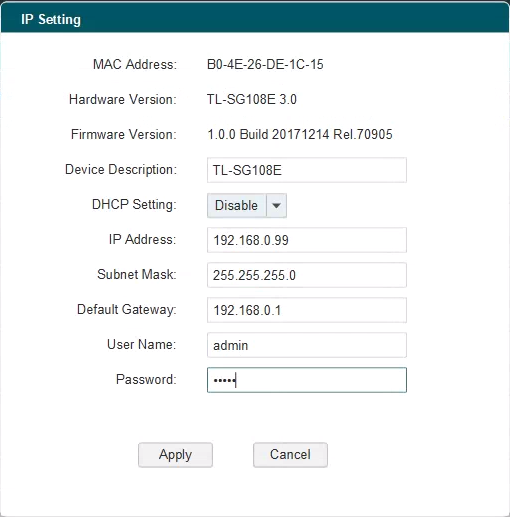 IP Setting
MAC Address: B0-4E-26-DE-1C-15
Hardware Version: TL-SG108E 3.0
Firmware Version: 1.0.0 Build 20171214 Rel.70905
Device Description: TL-SG108E
DHCP Setting: Disable
IP Address: 192.168.0.99
Subnet Mask: 255.255.255.0
Default Gateway: 192.168.0.1
User Name: admin
Password: •••••
Apply Cancel